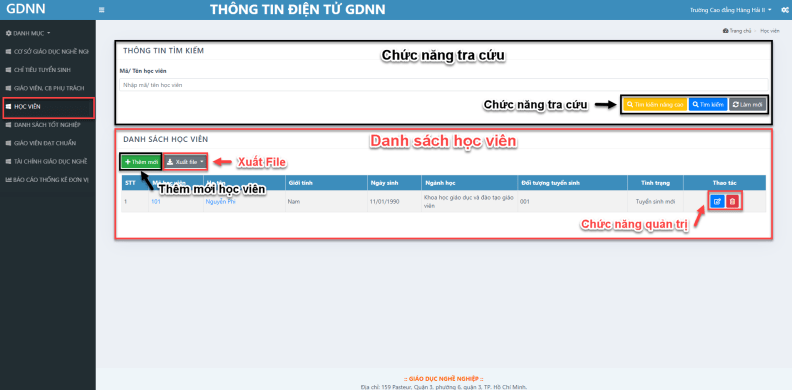 GDNN
THÔNG TIN ĐIỆN TỬ GDNN
Trường Cao đẳng Hàng Hải II
DANH MỤC
CƠ SỞ GIÁO DỤC NGHỀ NGI
CHỈ TIÊU TUYỂN SINH
GIÁO VIÊN, CB PHỤ TRÁCH
HỌC VIÊN
DANH SÁCH TỐT NGHIỆP
GIÁO VIÊN ĐẠT CHUẨN
TÀI CHÍNH GIÁO DỤC NGHỀ
BÁO CÁO THỐNG KÊ ĐƠN VỊ
Trang chủ - Học viên
THÔNG TIN TÌM KIẾM
Chức năng tra cứu
Mã/ Tên học viên
Nhập mã/ tên học viên
Chức năng tra cứu
Tìm kiếm nâng cao
Tìm kiếm
Làm mới
DANH SÁCH HỌC VIÊN
Danh sách học viên
Thêm mới
Xuất file
Xuất File
Thêm mới học viên
STT
Giới tính
Ngày sinh
Ngành học
Đối tượng tuyển sinh
Tình trạng
Thao tác
1
101
Nguyễn Phi
Nam
11/01/1990
Khoa học giáo dục và đào tạo giáo
viên
001
Tuyển sinh mới
Chức năng quản trị
:: GIÁO DỤC NGHỀ NGHIỆP ::
Địa chỉ: 159 Pasteur, Quận 3, phường 6, quận 3, TP. Hồ Chí Minh.